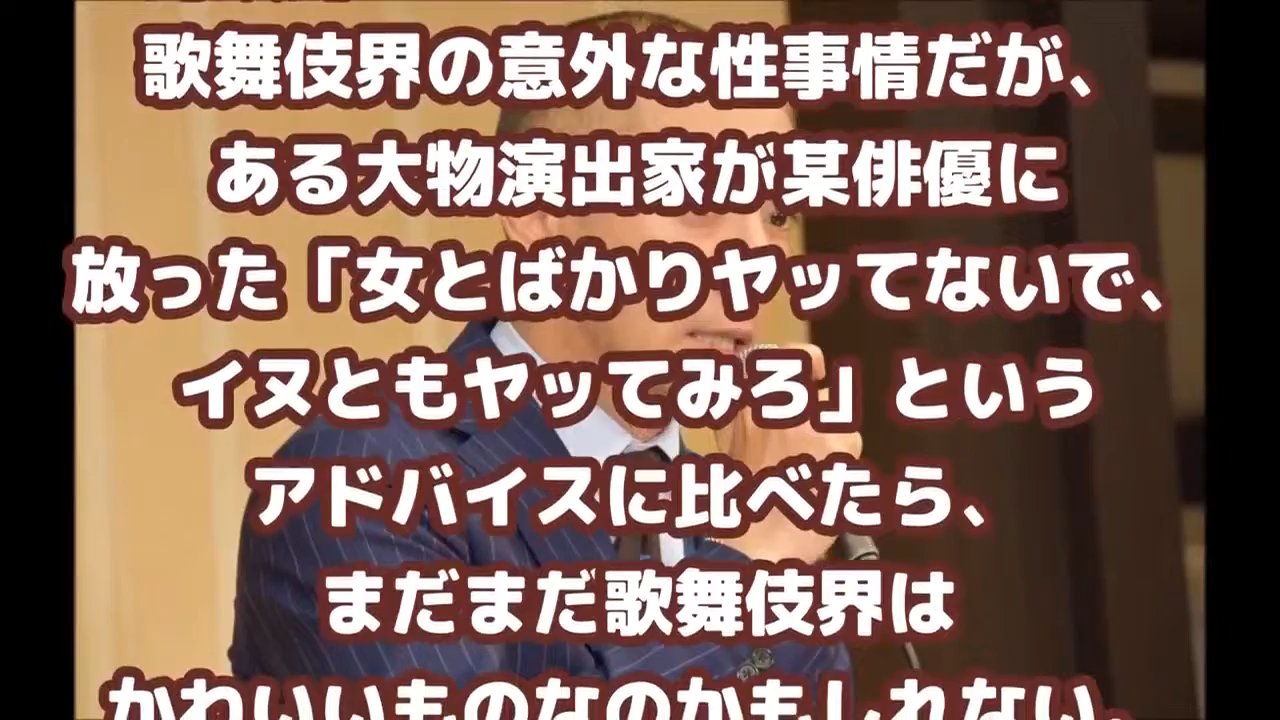 歌舞伎界の意外な性事情だが、
ある大物演出家が某俳優に
放った「女とばかりヤッてないで、
イヌともヤッてみろ」という
アドバイスに比べたら、
まだまだ歌舞伎界は
かわいいものなのかもしれない。